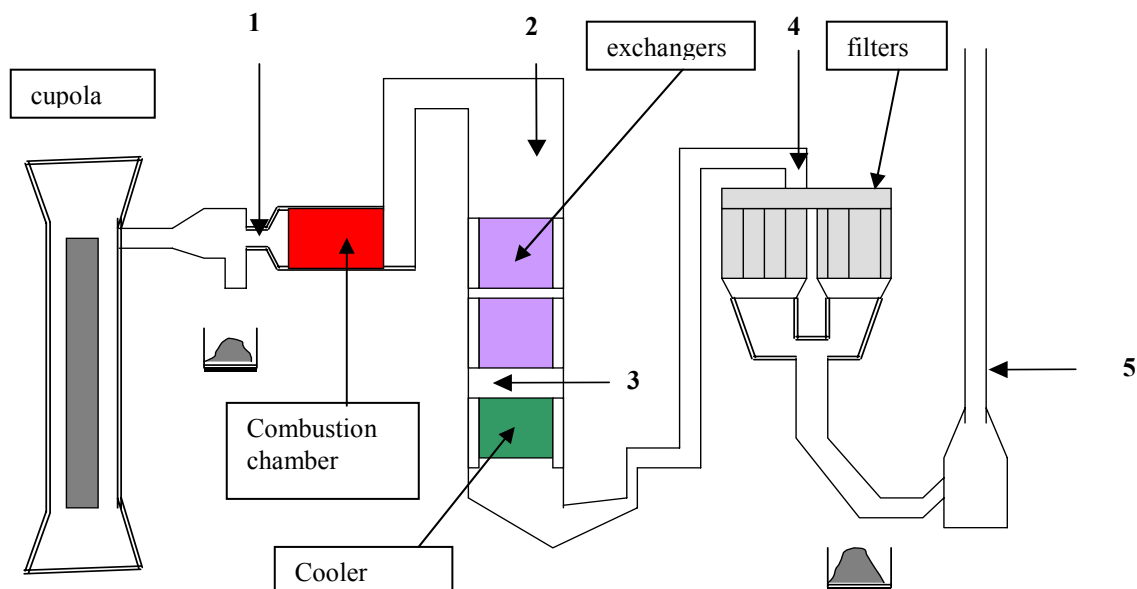 1
2
exchangers
4
filters
cupola
3
5
Combustion
chamber
Cooler